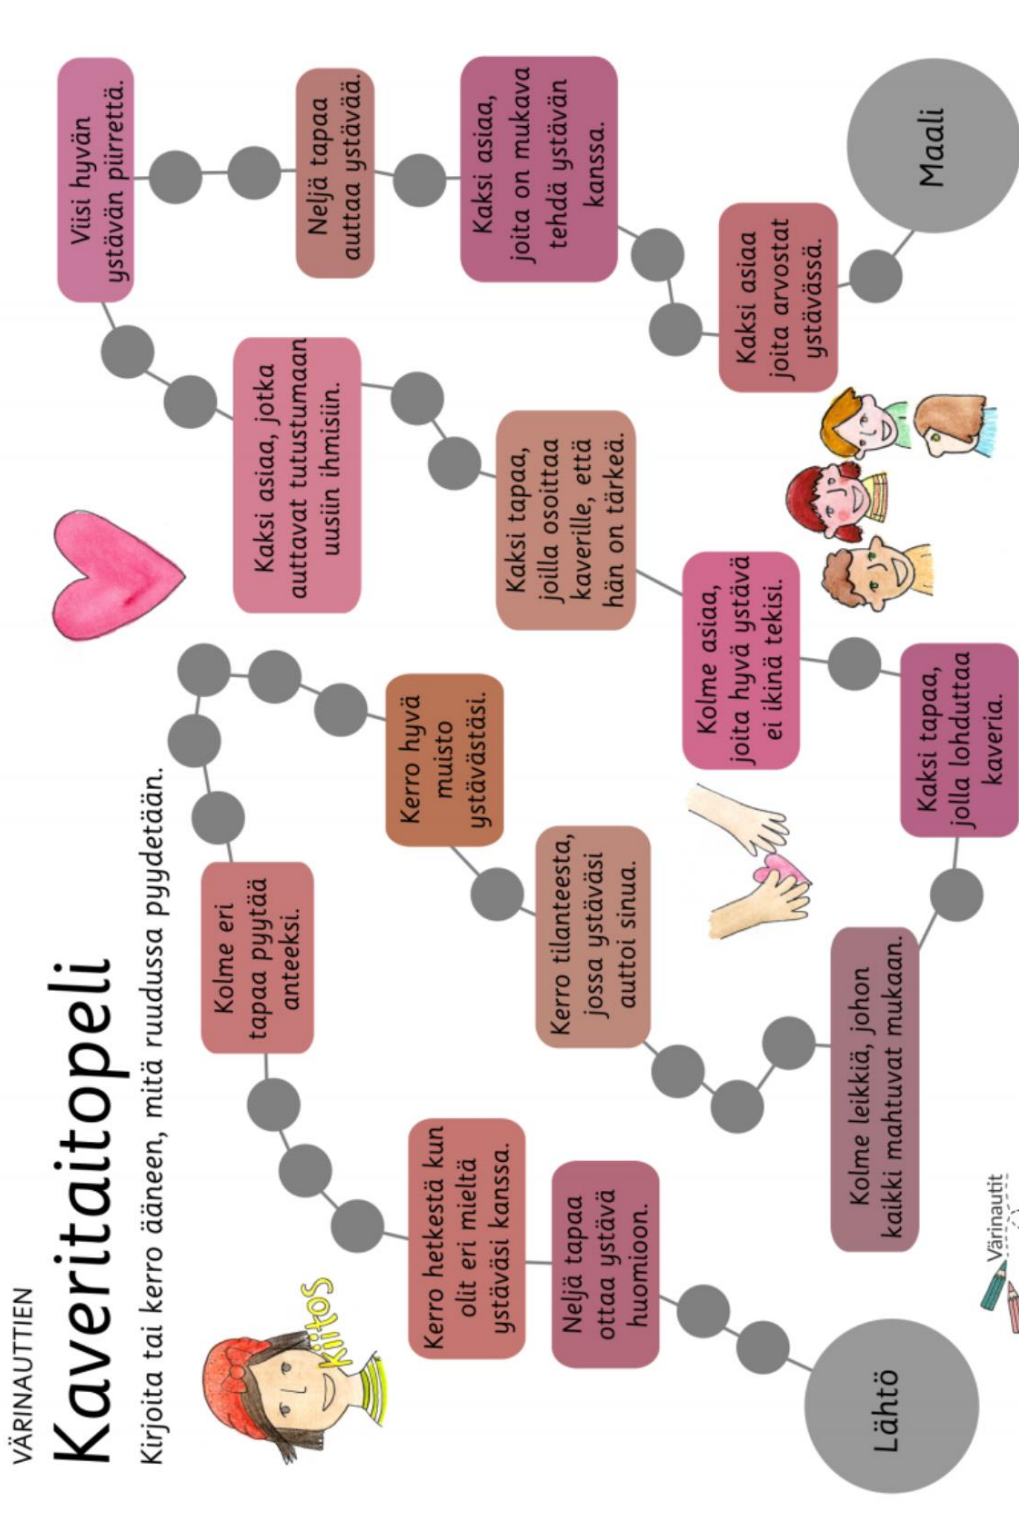 VÄRINAUTTIEN
Kaveritaitopeli
Kirjoita tai kerro ääneen, mitä ruudussa pyydetään.
kiitos
Lähtö
Neljä tapaa
ottaa ystävä
huomioon.
Kerro hetkestä kun
olit eri mieltä
ystäväsi kanssa.
Kolme eri
tapaa pyytää
anteeksi.
Kerro hyvä
muisto
ystävästäsi.
Kerro tilanteesta,
jossa ystäväsi
auttoi sinua.
Kolme leikkiä, johon
kaikki mahtuvat mukaan.
Kaksi tapaa,
jolla lohduttaa
kaveria.
Kolme asiaa,
joita hyvä ystävä
ei ikinä tekisi.
Kaksi tapaa,
joilla osoittaa
kaverille, että
hän on tärkeä.
Kaksi asiaa, jotka
auttavat tutustumaan
uusiin ihmisiin.
Viisi hyvän
ystävän piirrettä.
Neljä tapaa
auttaa ystävää.
Kaksi asiaa,
joita on mukava
tehdä ystävän
kanssa.
Kaksi asiaa
joita arvostat
ystävässä.
Maali
Värinautit